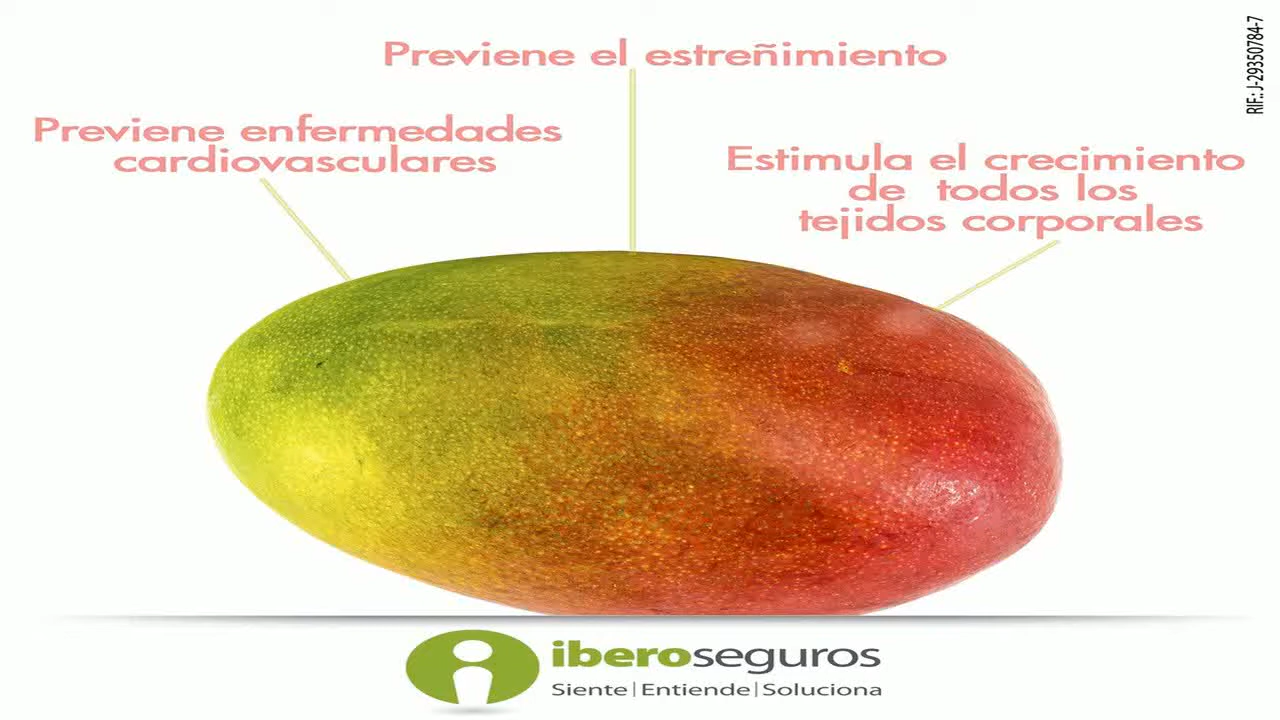 Previene el estreñimiento
Previene enfermedades
cardiovasculares
Estimula el crecimiento
de todos los
tejidos corporales
RIF.: J-29350784-7
iberoseguros
Siente|Entiende|Soluciona